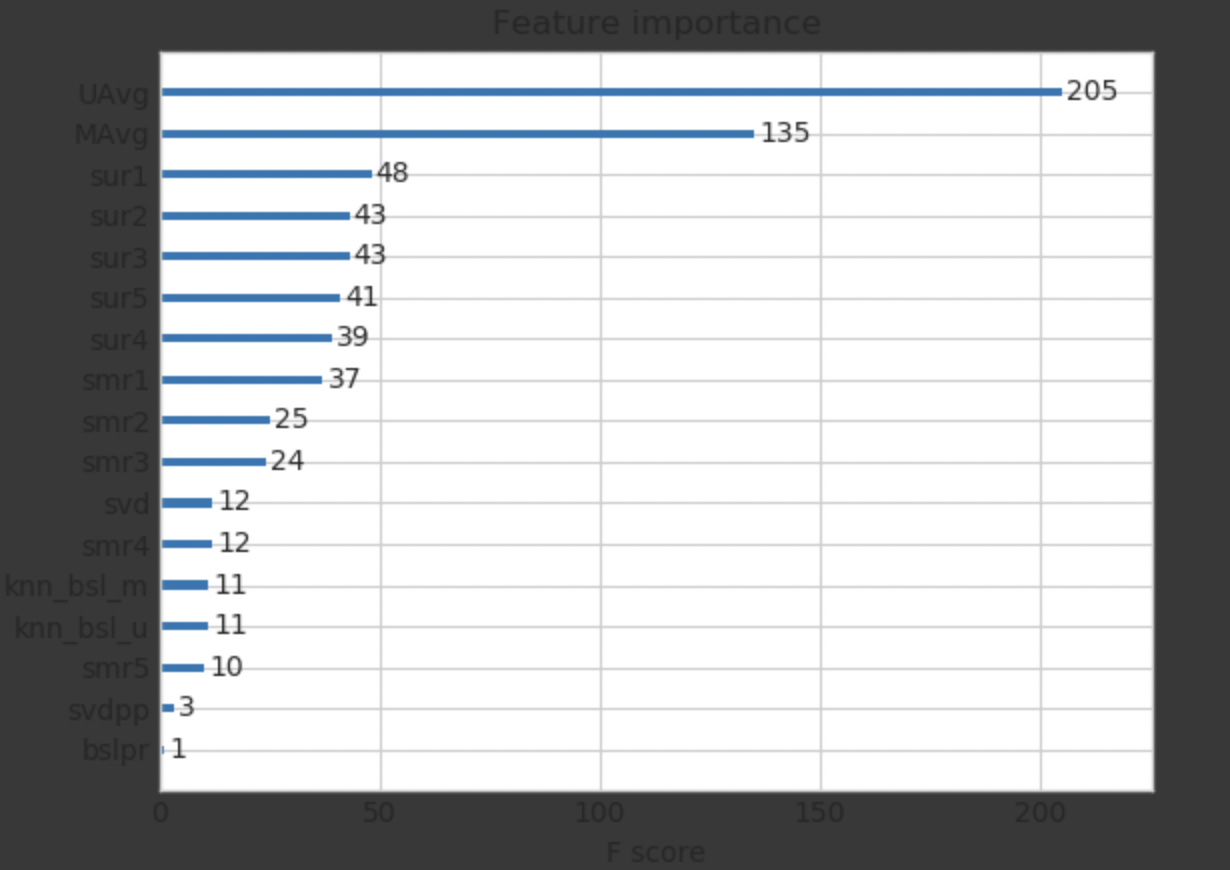 Feature importance
UAvg 205
MAvg 135
sur1 48
sur2 43
sur3 43
sur5 41
sur4 39
smr1 37
smr2 25
smr3 24
svd 12
smr4 12
knn_bsl_m 11
knn_bsl_u 11
smr5 10
svdpp 3
bslpr 1
0 50 100 150 200
F score